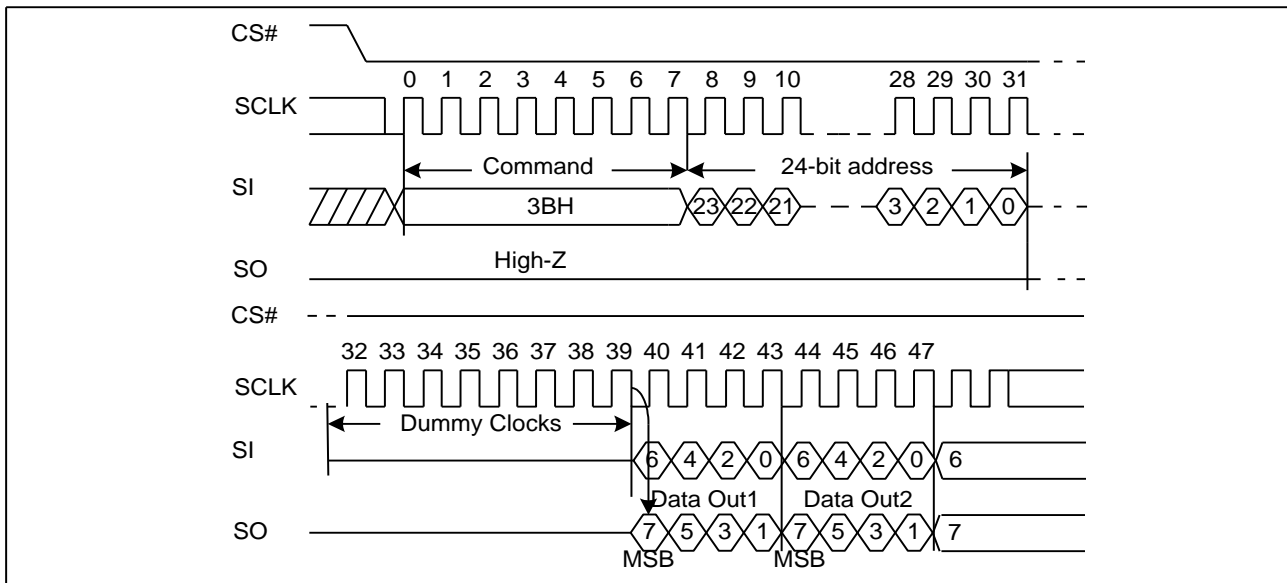 CS#
0 1 2 3 4 5 6 7 8 9 10 28 29 30 31
SCLK
Command 24-bit address
SI
3BH 23 22 21 3 2 1 0
High-Z
SO
CS#
32 33 34 35 36 37 38 39 40 41 42 43 44 45 46 47
SCLK
Dummy Clocks
SI
6 4 2 0 6 4 2 0 6
Data Out1 Data Out2
SO
7 5 3 1 7 5 3 1 7
MSB MSB